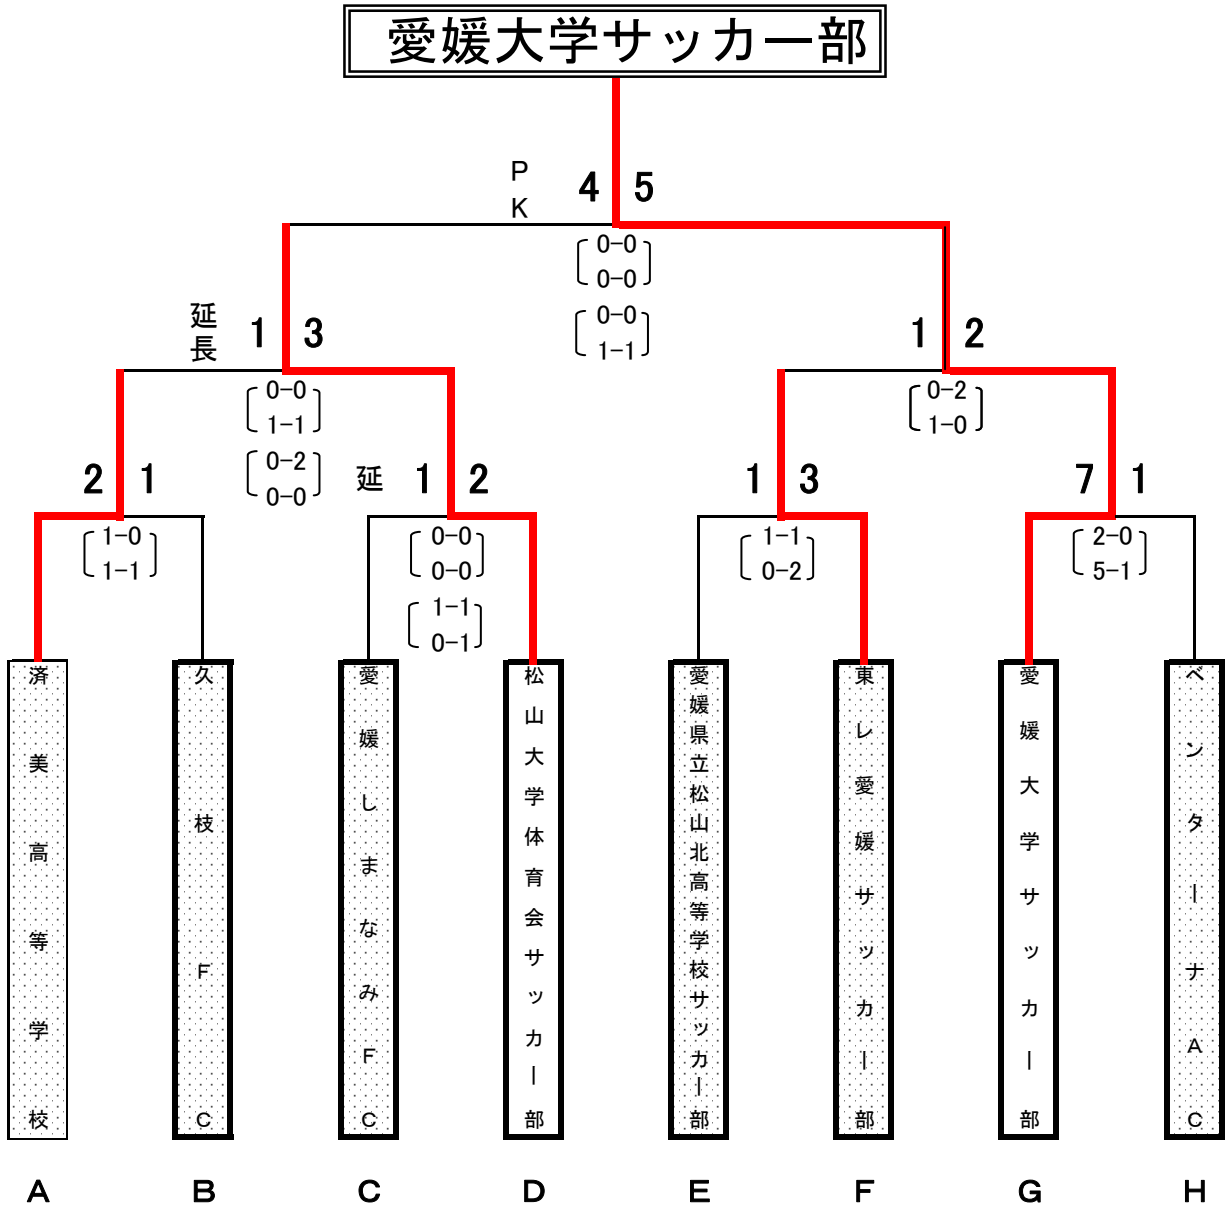 愛媛大学サッカー部
PK
4 5
0-0
0-0
0-0
1-1
延長
1 3
1 2
0-0
1-1
0-2
0-0
0-2
1-0
2 1
延 1 2
1 3
7 1
1-0
1-1
0-0
0-0
1-1
0-1
1-1
0-2
2-0
5-1
済美高等学校
久枝FC
愛媛しまなみFC
松山大学体育会サッカー部
愛媛県立松山北高等学校サッカー部
東レ愛媛サッカー部
愛媛大学サッカー部
ベンターナAC
A B C D E F G H